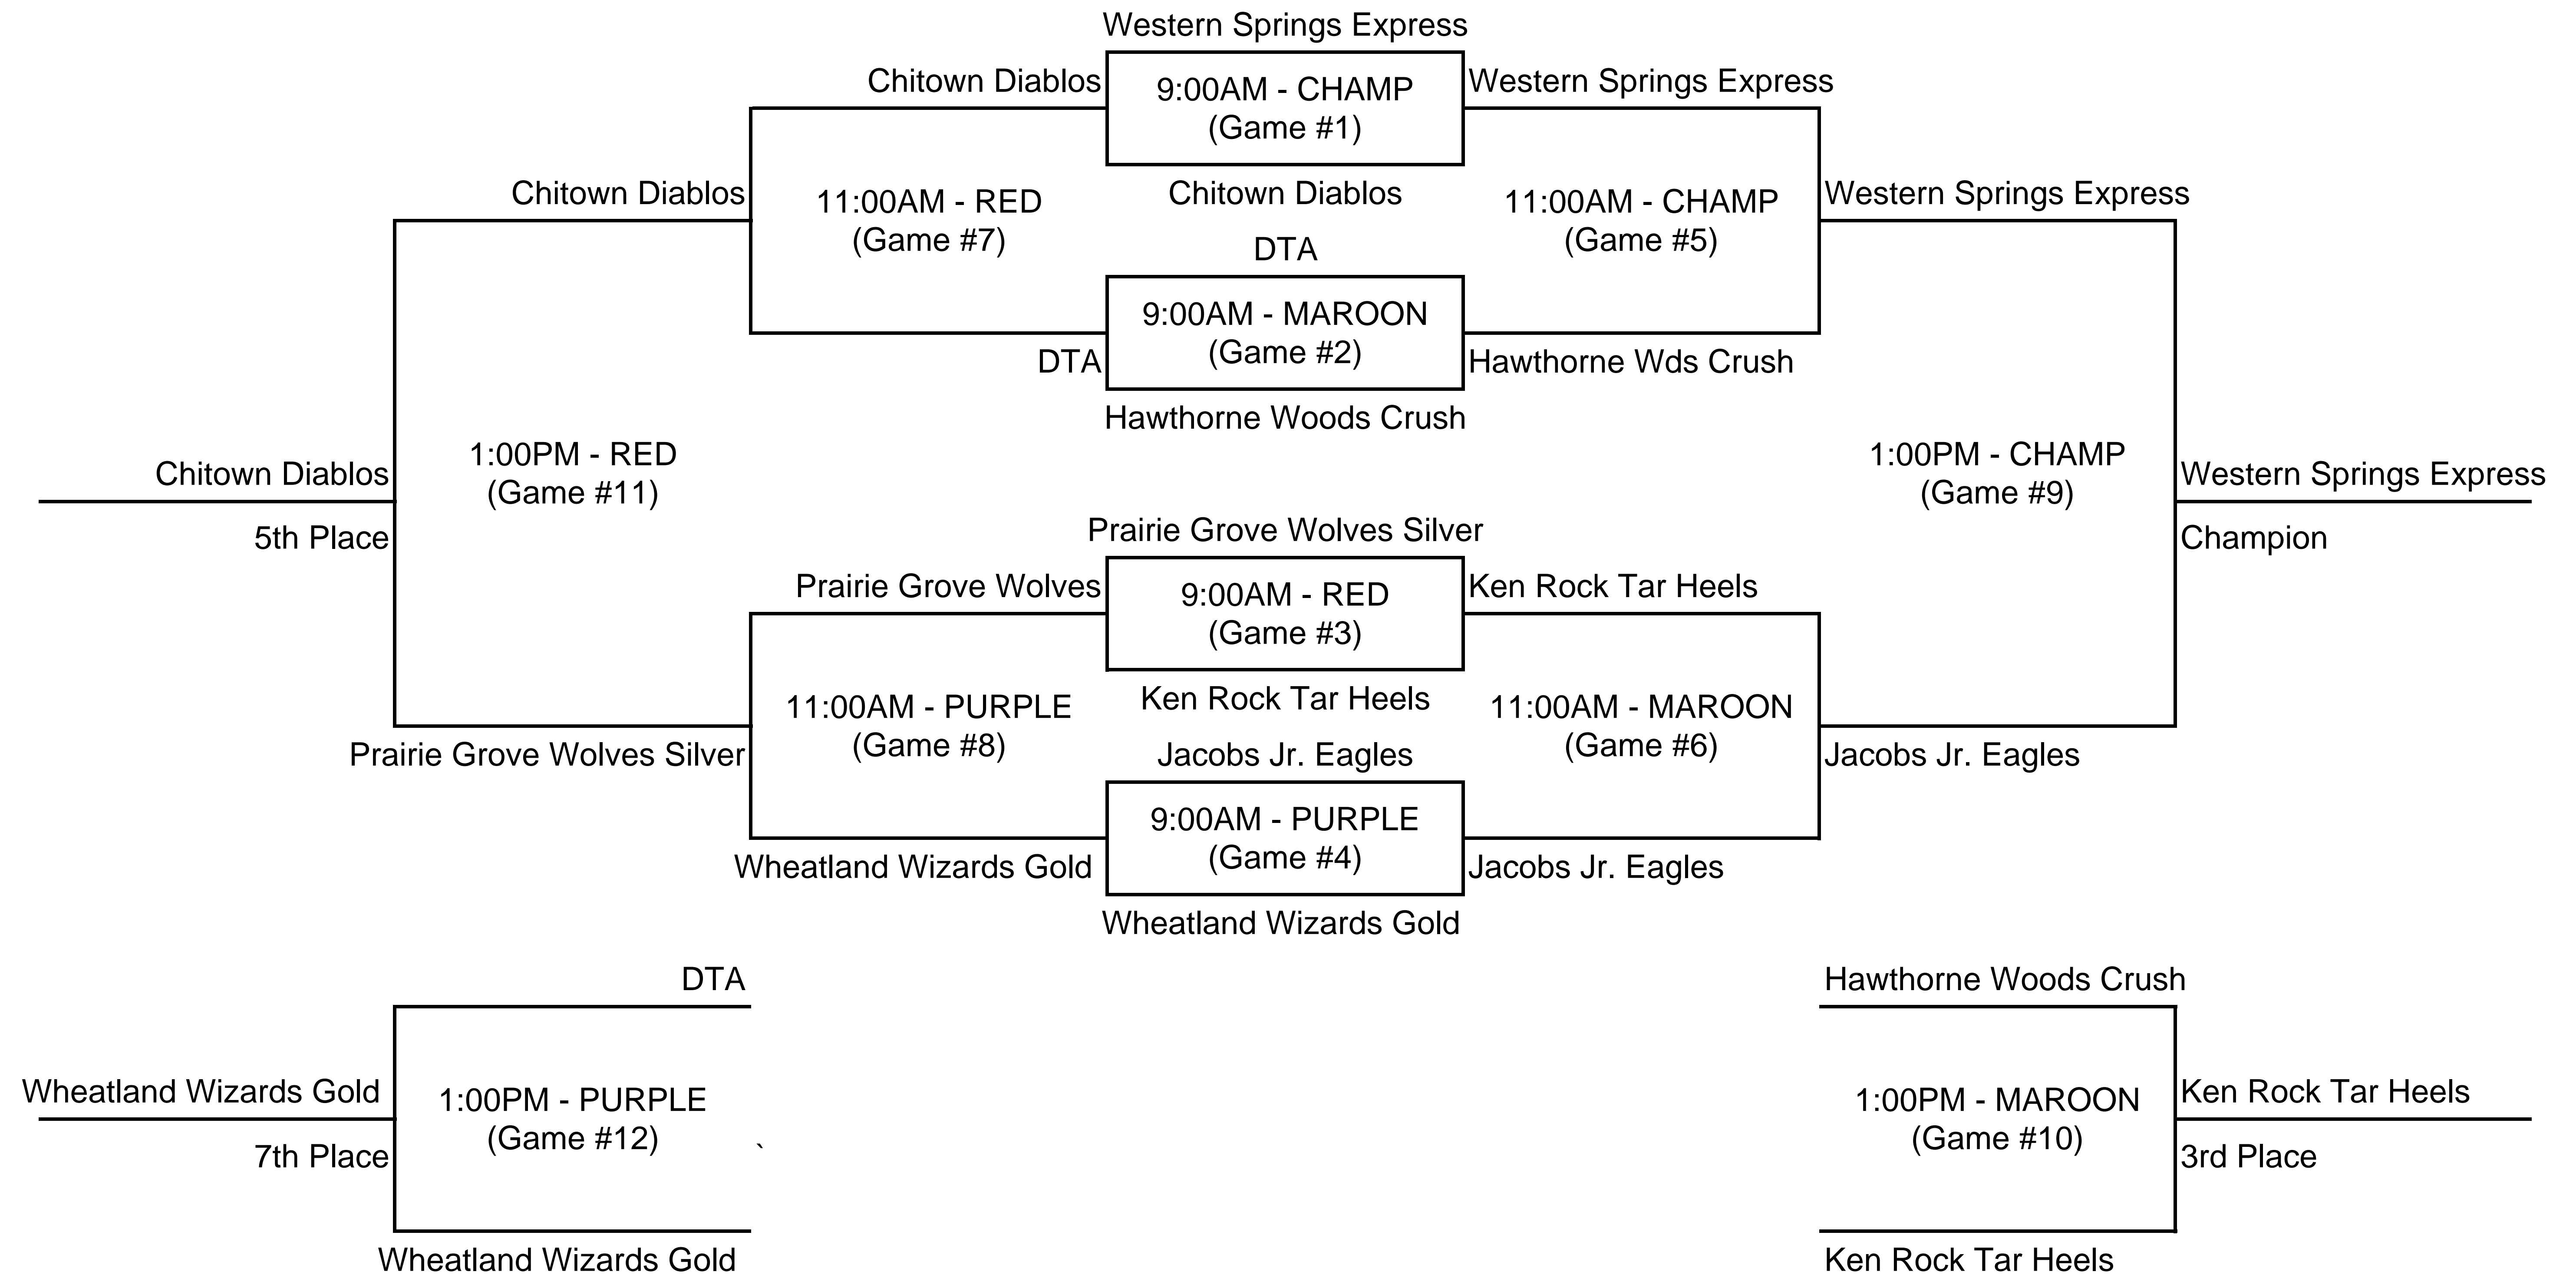 Western Springs Express
Chitown Diablos
9:00AM - CHAMP
(Game #1)
Western Springs Express
Chitown Diablos
11:00AM - RED
(Game #7)
Chitown Diablos
11:00AM - CHAMP
(Game #5)
Western Springs Express
DTA
9:00AM - MAROON
(Game #2)
DTA
Hawthorne Wds Crush
Hawthorne Woods Crush
Chitown Diablos
5th Place
1:00PM - RED
(Game #11)
1:00PM - CHAMP
(Game #9)
Western Springs Express
Champion
Prairie Grove Wolves Silver
Prairie Grove Wolves
9:00AM - RED
(Game #3)
Ken Rock Tar Heels
Ken Rock Tar Heels
11:00AM - PURPLE
(Game #8)
11:00AM - MAROON
(Game #6)
Prairie Grove Wolves Silver
Jacobs Jr. Eagles
Jacobs Jr. Eagles
9:00AM - PURPLE
(Game #4)
Wheatland Wizards Gold
Jacobs Jr. Eagles
Wheatland Wizards Gold
DTA
Hawthorne Woods Crush
Wheatland Wizards Gold
7th Place
1:00PM - PURPLE
(Game #12)
`
1:00PM - MAROON
(Game #10)
Ken Rock Tar Heels
3rd Place
Wheatland Wizards Gold
Ken Rock Tar Heels